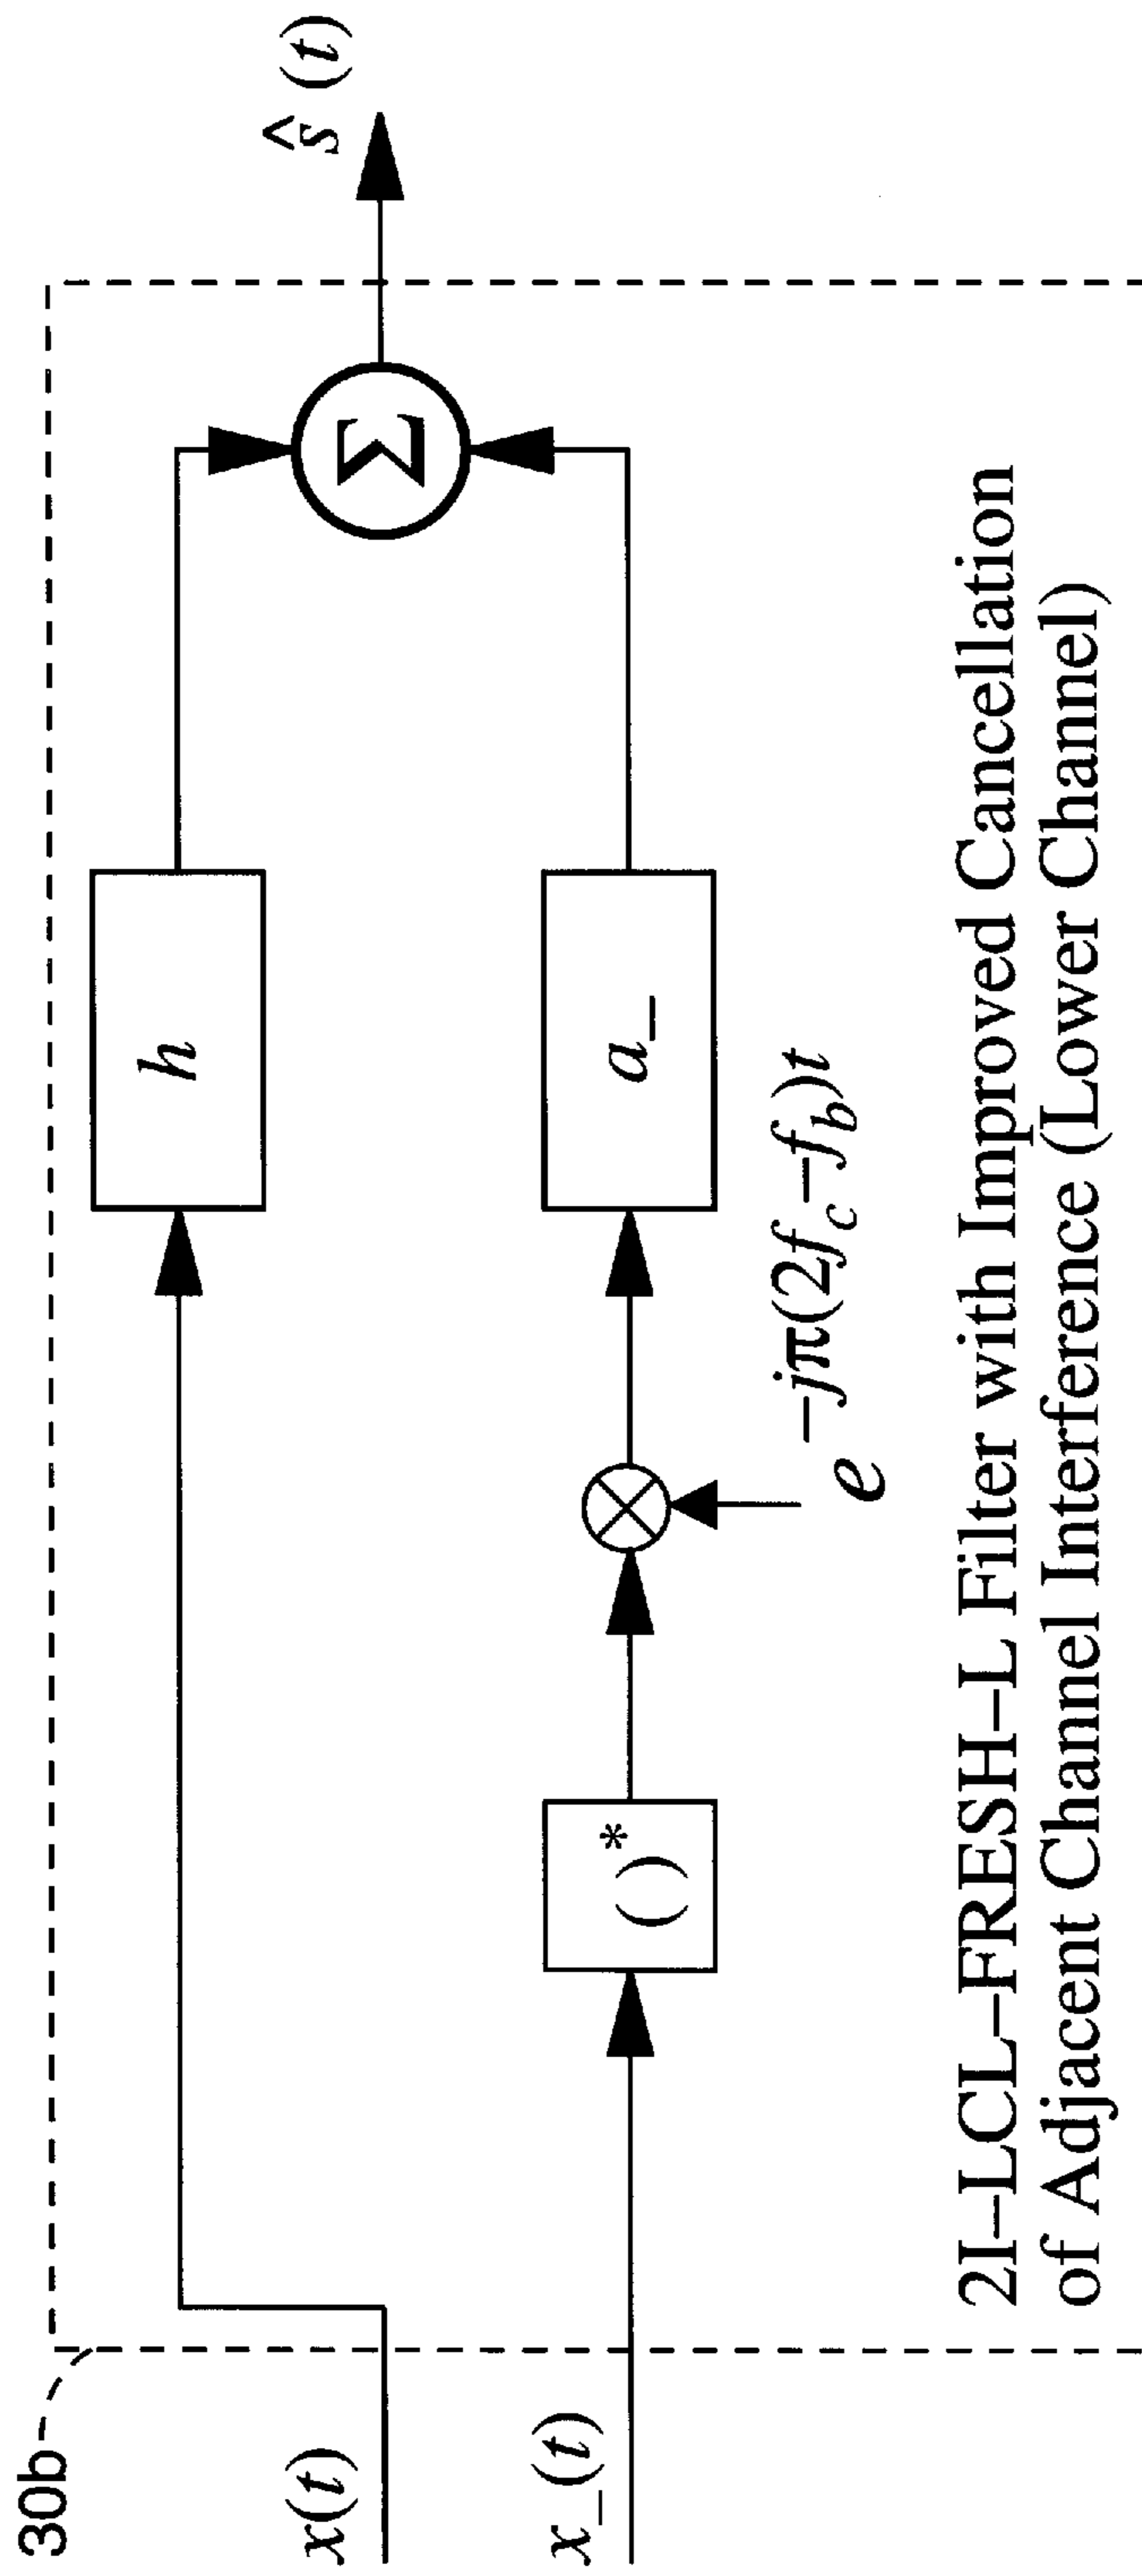 30b
x(t)
h
Σ
ŝ(t)
x_(t)
( )*
e^{-jπ(2f_c-f_b)t}
a_
2I–LCL–FRESH–L Filter with Improved Cancellation
of Adjacent Channel Interference (Lower Channel)